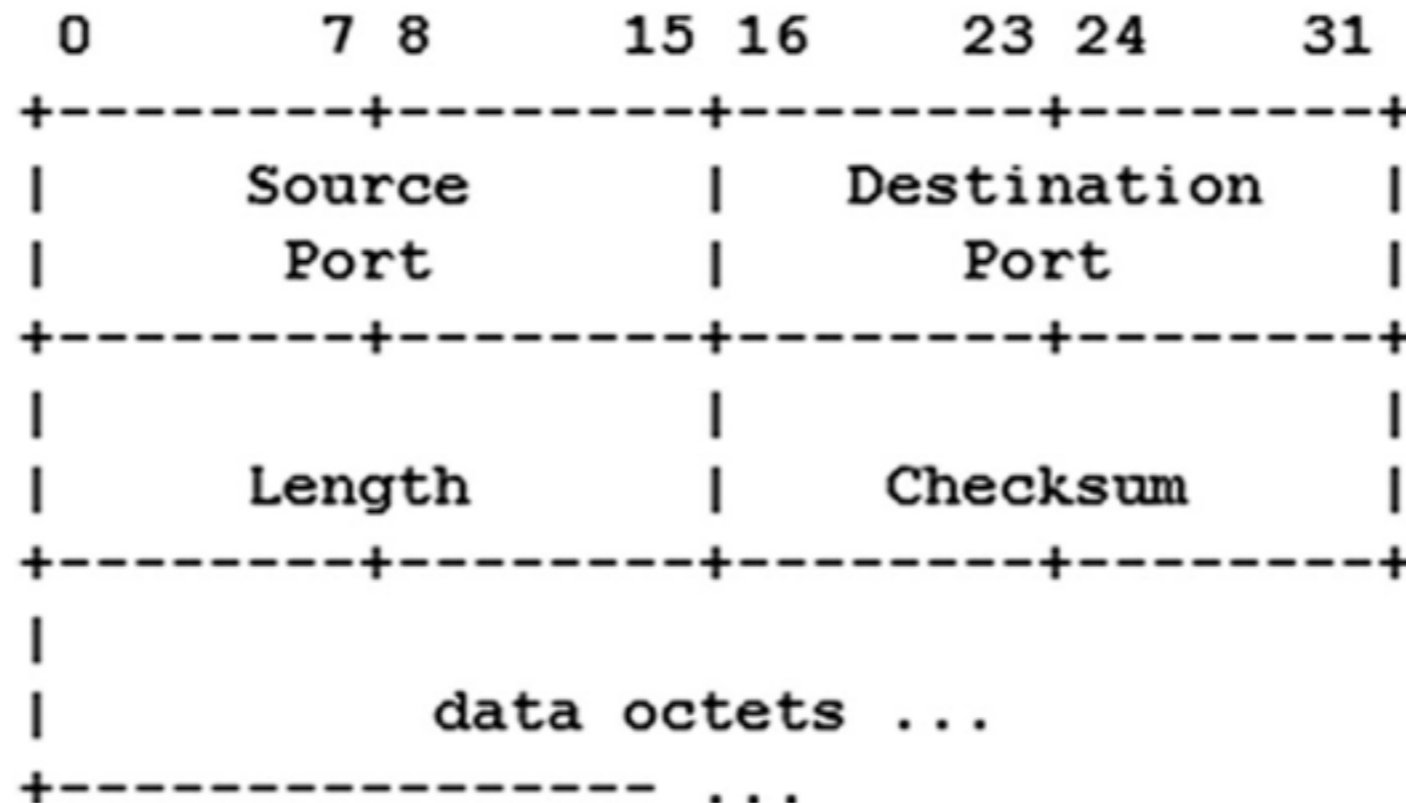 0      7 8     15 16    23 24    31
+--------+--------+--------+--------+
|     Source      |   Destination   |
|      Port       |      Port       |
+--------+--------+--------+--------+
|                 |                 |
|     Length      |    Checksum     |
+--------+--------+--------+--------+
|
|          data octets ...
+---------------- ...